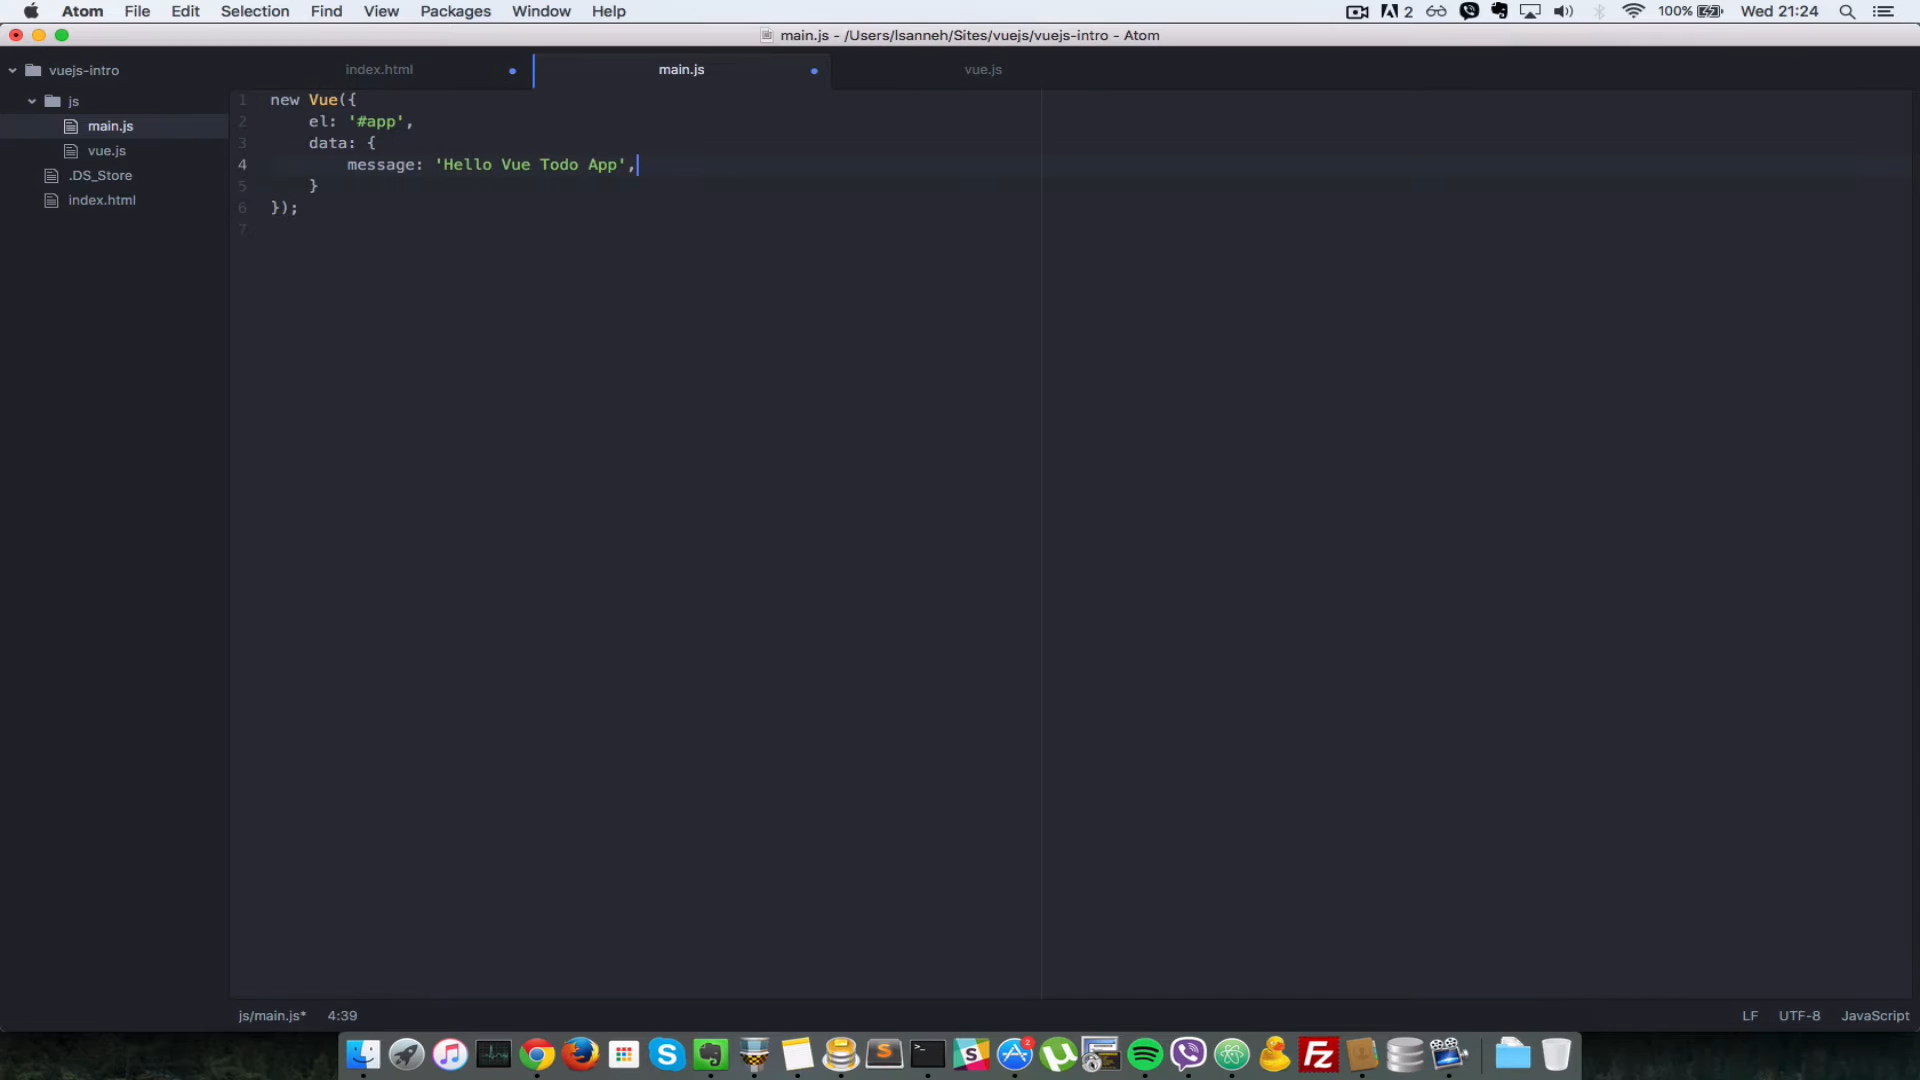 Atom File Edit Selection Find View Packages Window Help 2 100% Wed 21:24
main.js - /Users/lsanneh/Sites/vuejs/vuejs-intro - Atom
vuejs-intro
js
main.js
vue.js
.DS_Store
index.html
index.html main.js vue.js
1 new Vue({
2 el: '#app',
3 data: {
4 message: 'Hello Vue Todo App',
5 }
6 });
7
js/main.js* 4:39 LF UTF-8 JavaScript
2